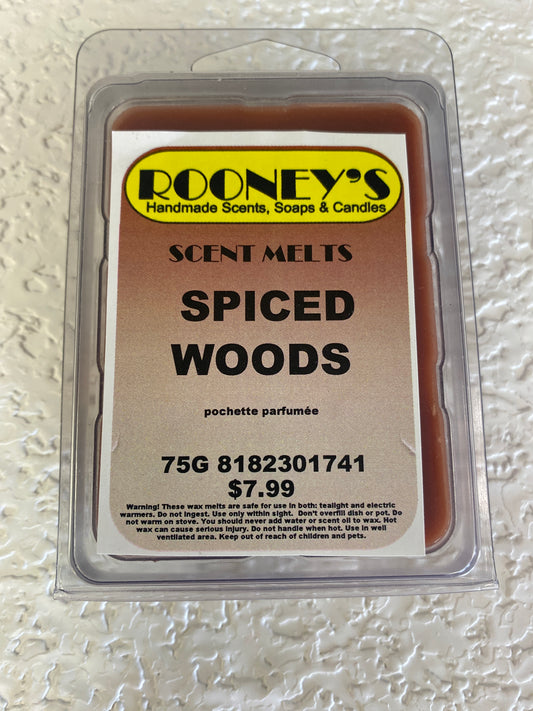 ROONEY'S
Handmade Scents, Soaps & Candles
SCENT MELTS
SPICED
WOODS
pochette parfumée
75G 8182301741
$7.99
Warning! These wax melts are safe for use in both: tealight and electric
warmers. Do not ingest. Use only within sight. Don't overfill dish or pot. Do
not warm on stove. You should never add water or scent oil to wax. Hot
wax can cause serious injury. Do not handle when hot. Use in well
ventilated area. Keep out of reach of children and pets.